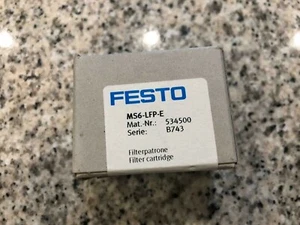 FESTO
MS6-LFP-E
Mat.-Nr.: 534500
Serie: B743
Filterpatrone
Filter cartridge